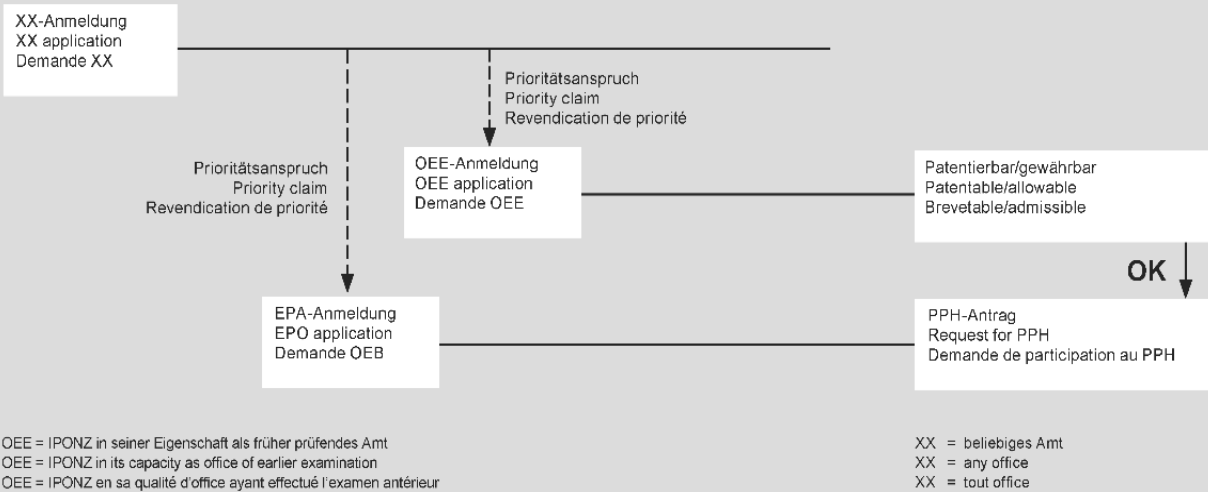 XX-Anmeldung
XX application
Demande XX
Prioritätsanspruch
Priority claim
Revendication de priorité
Prioritätsanspruch
Priority claim
Revendication de priorité
OEE-Anmeldung
OEE application
Demande OEE
Patentierbar/gewährbar
Patentable/allowable
Brevetable/admissible
OK
EPA-Anmeldung
EPO application
Demande OEB
PPH-Antrag
Request for PPH
Demande de participation au PPH
OEE = IPONZ in seiner Eigenschaft als früher prüfendes Amt
OEE = IPONZ in its capacity as office of earlier examination
OEE = IPONZ en sa qualité d'office ayant effectué l'examen antérieur
XX = beliebiges Amt
XX = any office
XX = tout office